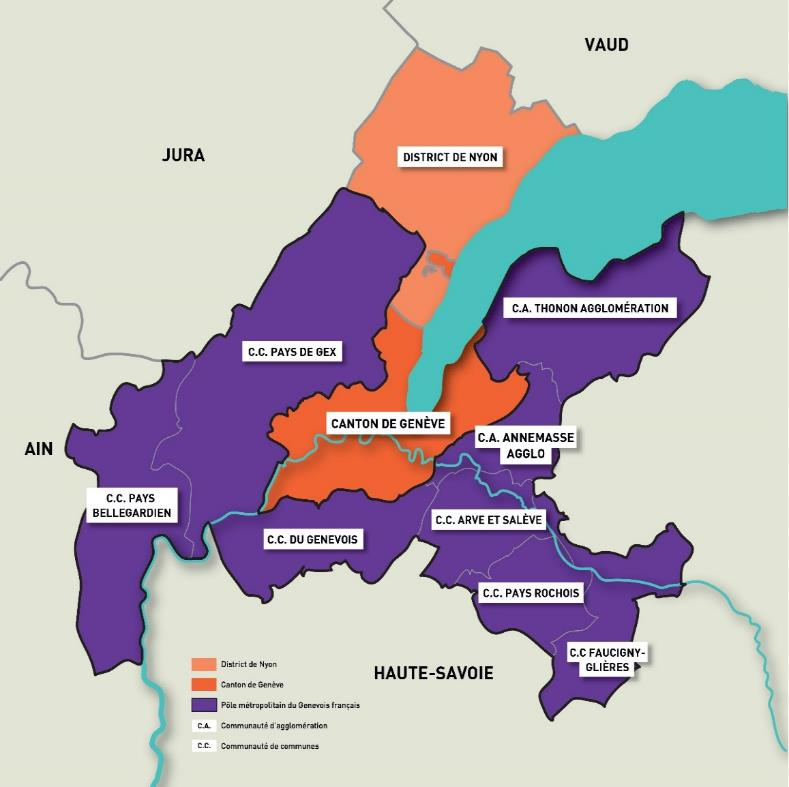 VAUD
JURA
DISTRICT DE NYON
C.A. THONON AGGLOMÉRATION
C.C. PAYS DE GEX
CANTON DE GENÈVE
C.A. ANNEMASSE
AGGLO
AIN
C.C. PAYS
BELLEGARDIEN
C.C. ARVE ET SALÈVE
C.C. DU GENEVOIS
C.C. PAYS ROCHOIS
C.C FAUCIGNY-
GLIÈRES
HAUTE-SAVOIE
District de Nyon
Canton de Genève
Pôle métropolitain du Genevois français
C.A. Communauté d'agglomération
C.C. Communauté de communes